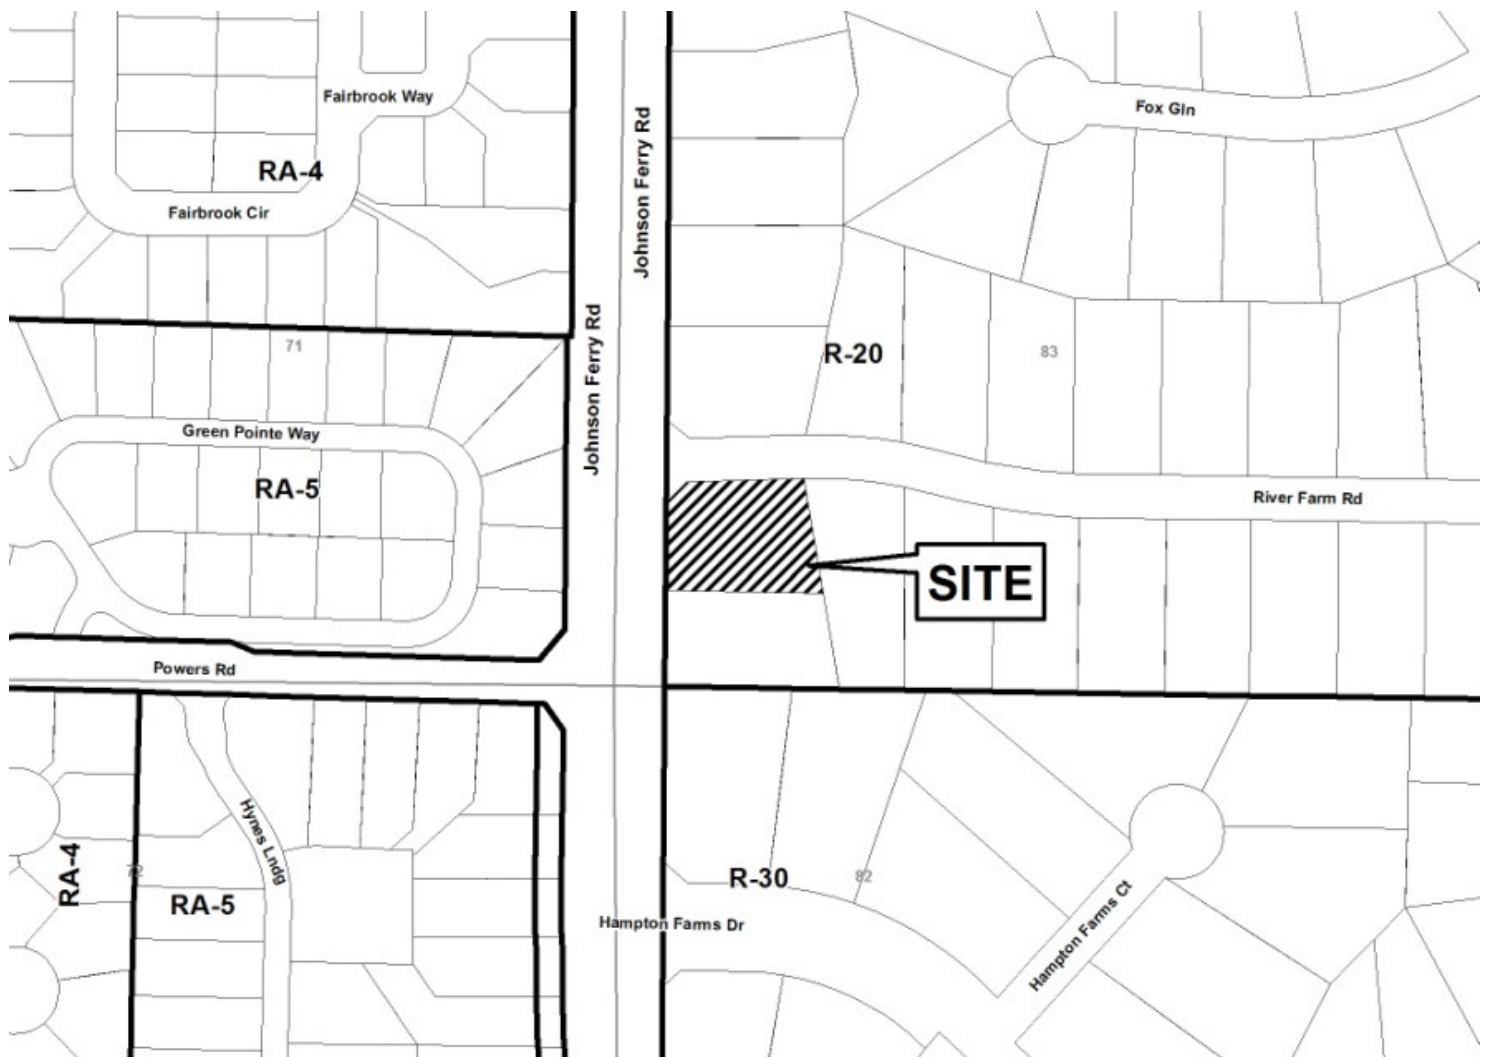 Fairbrook Way
Fox Gln
Johnson Ferry Rd
RA-4
Fairbrook Cir
71
R-20
83
Johnson Ferry Rd
Green Pointe Way
RA-5
River Farm Rd
SITE
Powers Rd
Hynes Lndg
RA-4
72
RA-5
R-30
82
Hampton Farms Dr
Hampton Farms Ct